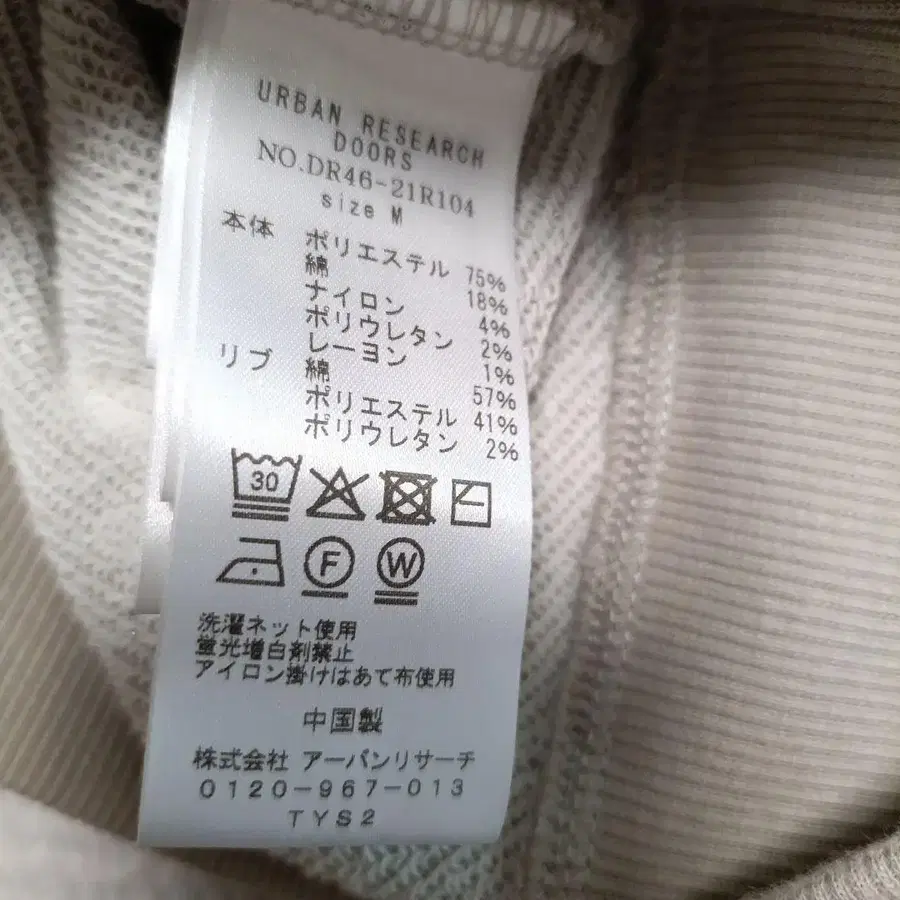 URBAN RESEARCH
DOORS
NO.DR46-21R104
size M
本体 ポリエステル 75%
綿 18%
ナイロン 4%
ポリウレタン 2%
レーヨン 1%
リブ 綿 57%
ポリエステル 41%
ポリウレタン 2%
30
F W
洗濯ネット使用
蛍光増白剤禁止
アイロン掛けはあて布使用
中国製
株式会社 アーバンリサーチ
0120-967-013
TYS2